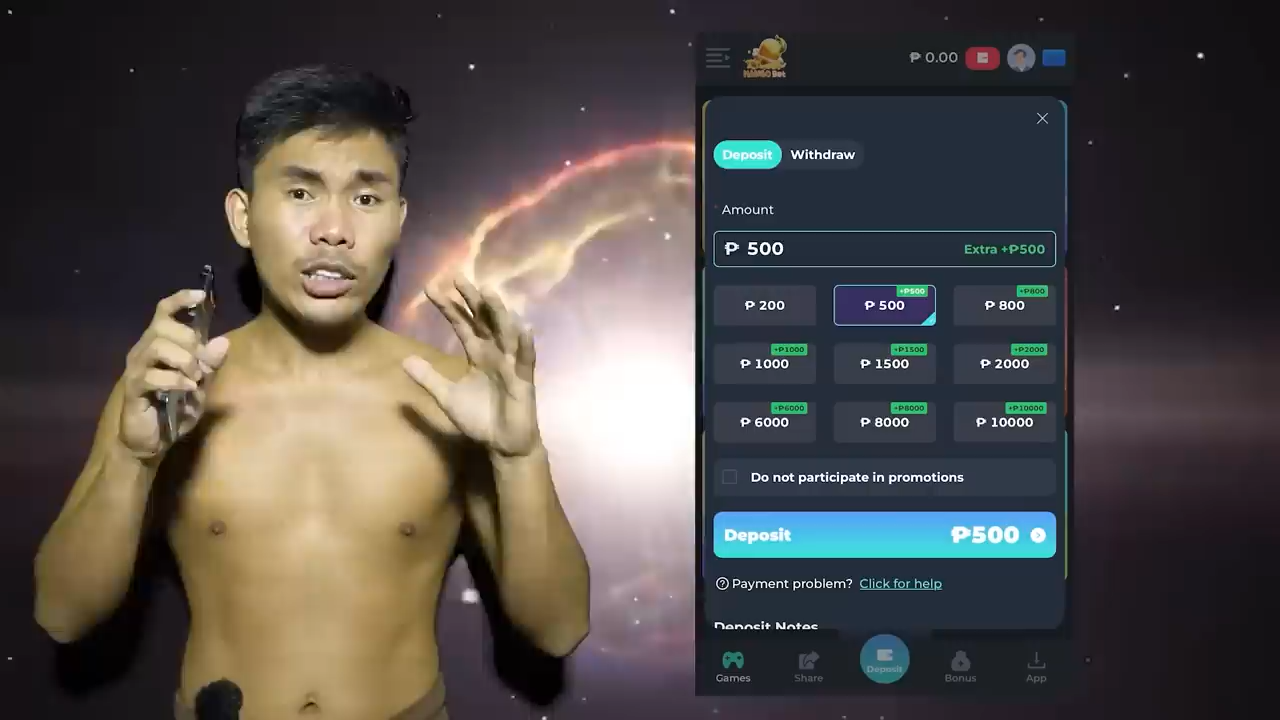 MANGO Bet
₱ 0.00
Deposit Withdraw
Amount
₱ 500 Extra +₱500
₱ 200
+₱500
₱ 500
+₱800
₱ 800
+₱1000
₱ 1000
+₱1500
₱ 1500
+₱2000
₱ 2000
+₱6000
₱ 6000
+₱8000
₱ 8000
+₱10000
₱ 10000
Do not participate in promotions
Deposit ₱500
Payment problem? Click for help
Deposit Notes
Games Share Deposit Bonus App